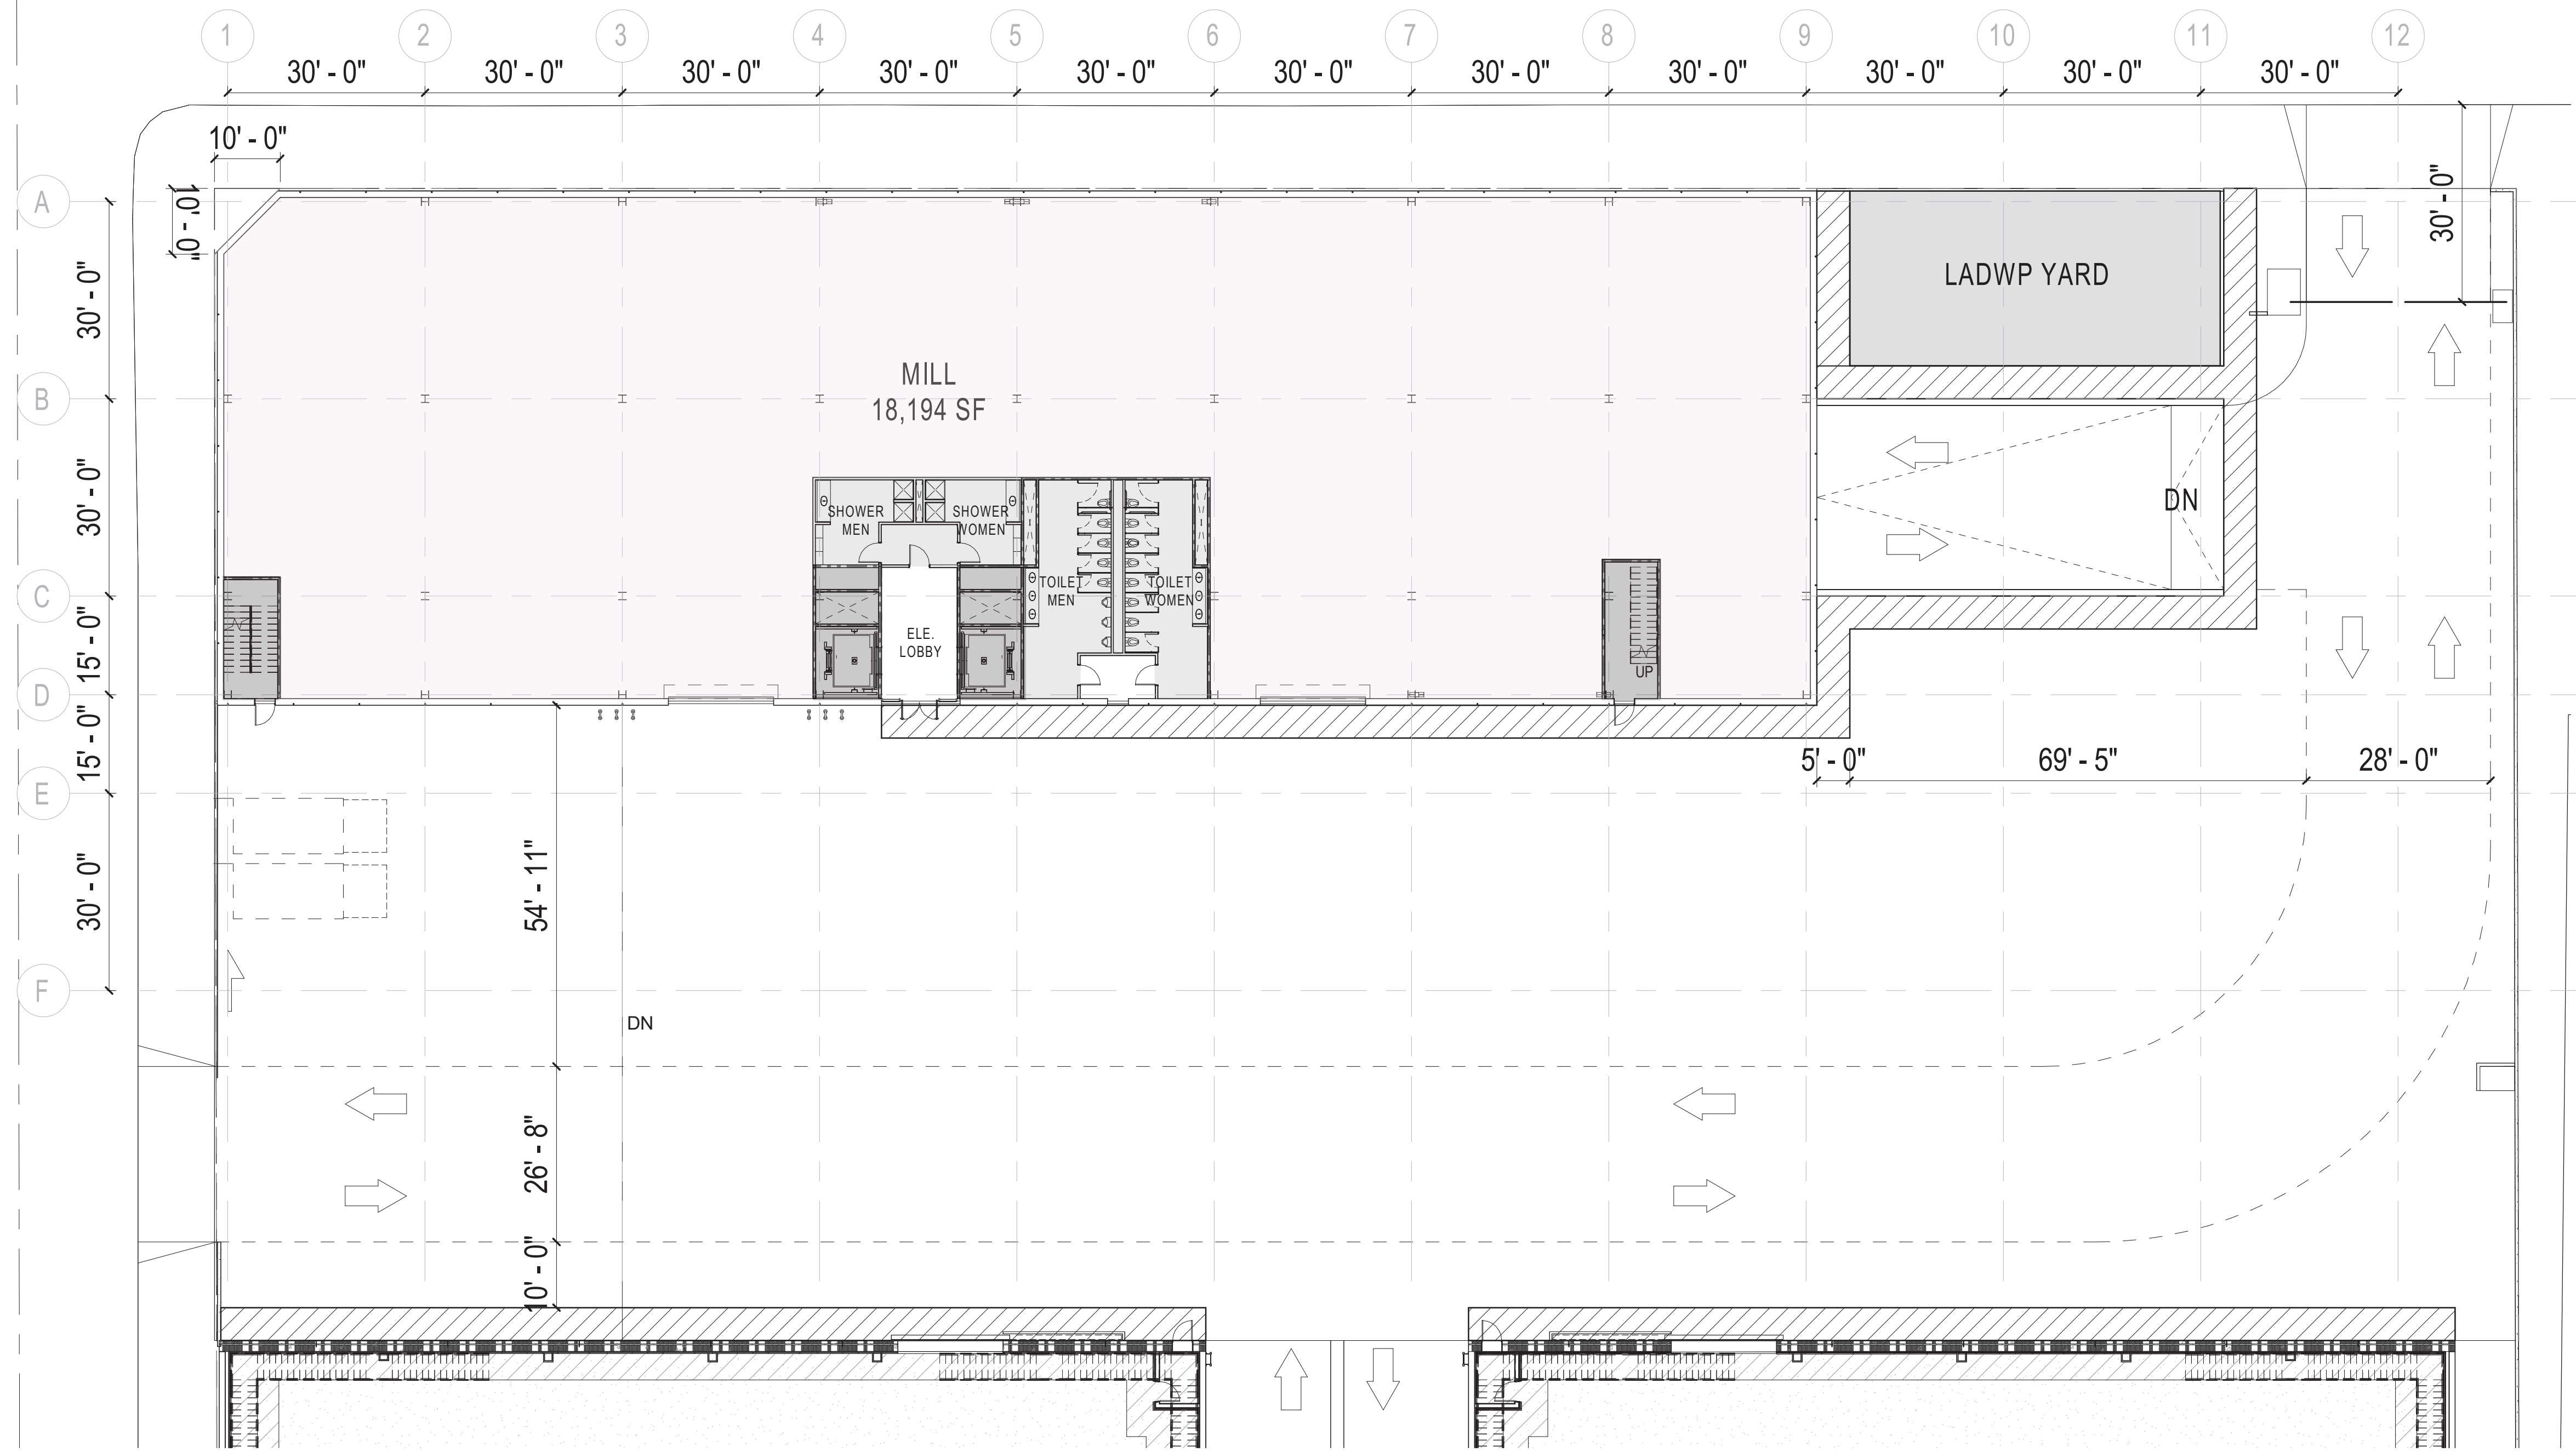 1 2 3 4 5 6 7 8 9 10 11 12
30' - 0" 30' - 0" 30' - 0" 30' - 0" 30' - 0" 30' - 0" 30' - 0" 30' - 0" 30' - 0" 30' - 0" 30' - 0"
10' - 0"
10' - 0"
30' - 0"
A
B
C
D
E
F
30' - 0"
30' - 0"
15' - 0"
15' - 0"
30' - 0"
LADWP YARD
MILL
18,194 SF
DN
SHOWER
MEN
SHOWER
WOMEN
TOILET
MEN
TOILET
WOMEN
ELE.
LOBBY
UP
5' - 0" 69' - 5" 28' - 0"
54' - 11"
DN
26' - 8"
10' - 0"